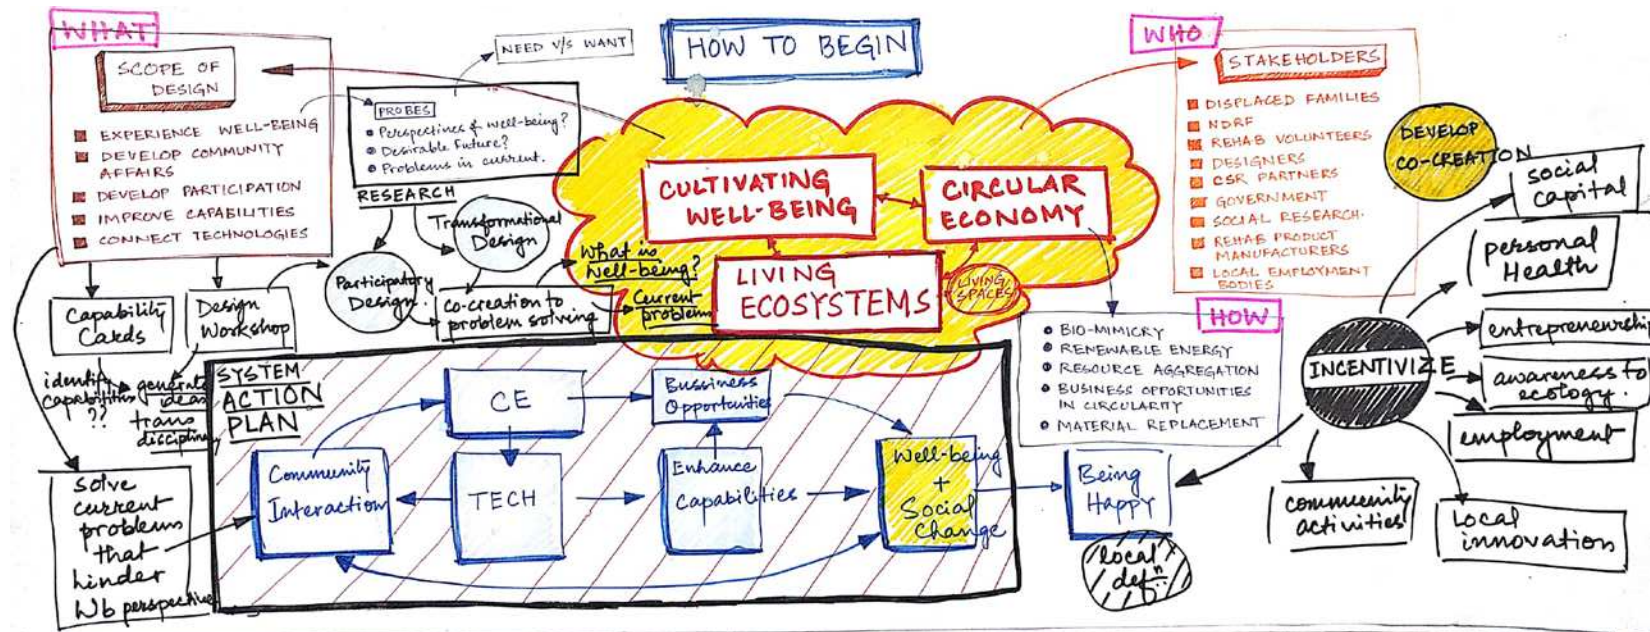 WHAT
SCOPE OF
DESIGN
EXPERIENCE WELL-BEING
DEVELOP COMMUNITY
AFFAIRS
DEVELOP PARTICIPATION
IMPROVE CAPABILITIES
CONNECT TECHNOLOGIES
NEED V/S WANT
PROBES
Perspectives of well-being?
Desirable future?
Problems in current.
RESEARCH
Transformational
Design
Participatory
Design.
Capability
Cards
Design
Workshop
Co-creation to
problem solving
What is
Well-being?
Current
problems
identify
capabilities
??
generate
ideas
trans
disciplinary
solve
current
problems
that
hinder
Wb perspective
HOW TO BEGIN
CULTIVATING
WELL-BEING
CIRCULAR
ECONOMY
LIVING
ECOSYSTEMS
LIVING
SPACES
WHO
STAKEHOLDERS
DISPLACED FAMILIES
NDRF
REHAB VOLUNTEERS
DESIGNERS
CSR PARTNERS
GOVERNMENT
SOCIAL RESEARCH.
REHAB PRODUCT
MANUFACTURERS
LOCAL EMPLOYMENT
BODIES
HOW
BIO-MIMICRY
RENEWABLE ENERGY
RESOURCE AGGREGATION
BUSINESS OPPORTUNITIES
IN CIRCULARITY
MATERIAL REPLACEMENT
DEVELOP
CO-CREATION
social
capital
personal
Health
entrepreneurship
awareness to
ecology.
employment
INCENTIVIZE
community
activities
local
innovation
SYSTEM
ACTION
PLAN
CE
Bussiness
Opportunities
Community
Interaction
TECH
Enhance
Capabilities
Well-being
+
Social
Change
Being
Happy
local
defn